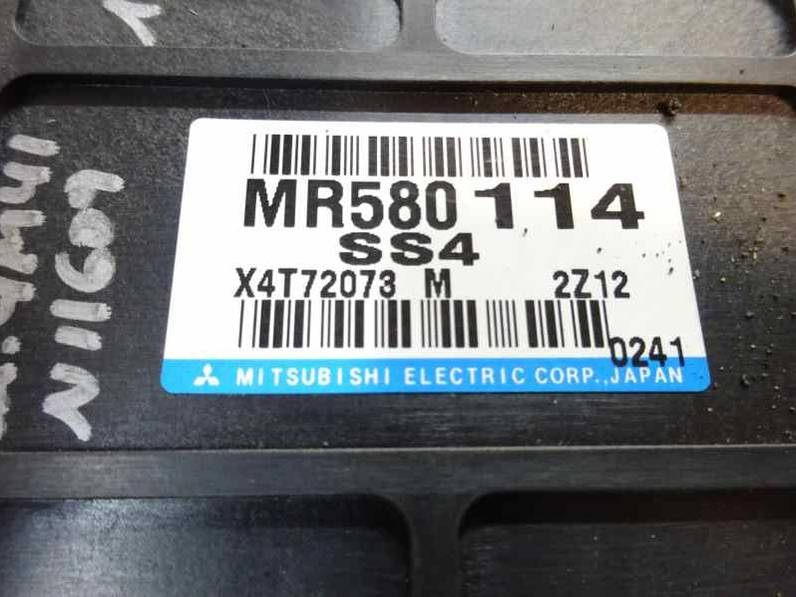 MR580114
SS4
X4T72073 M 2Z12
0241
MITSUBISHI ELECTRIC CORP., JAPAN